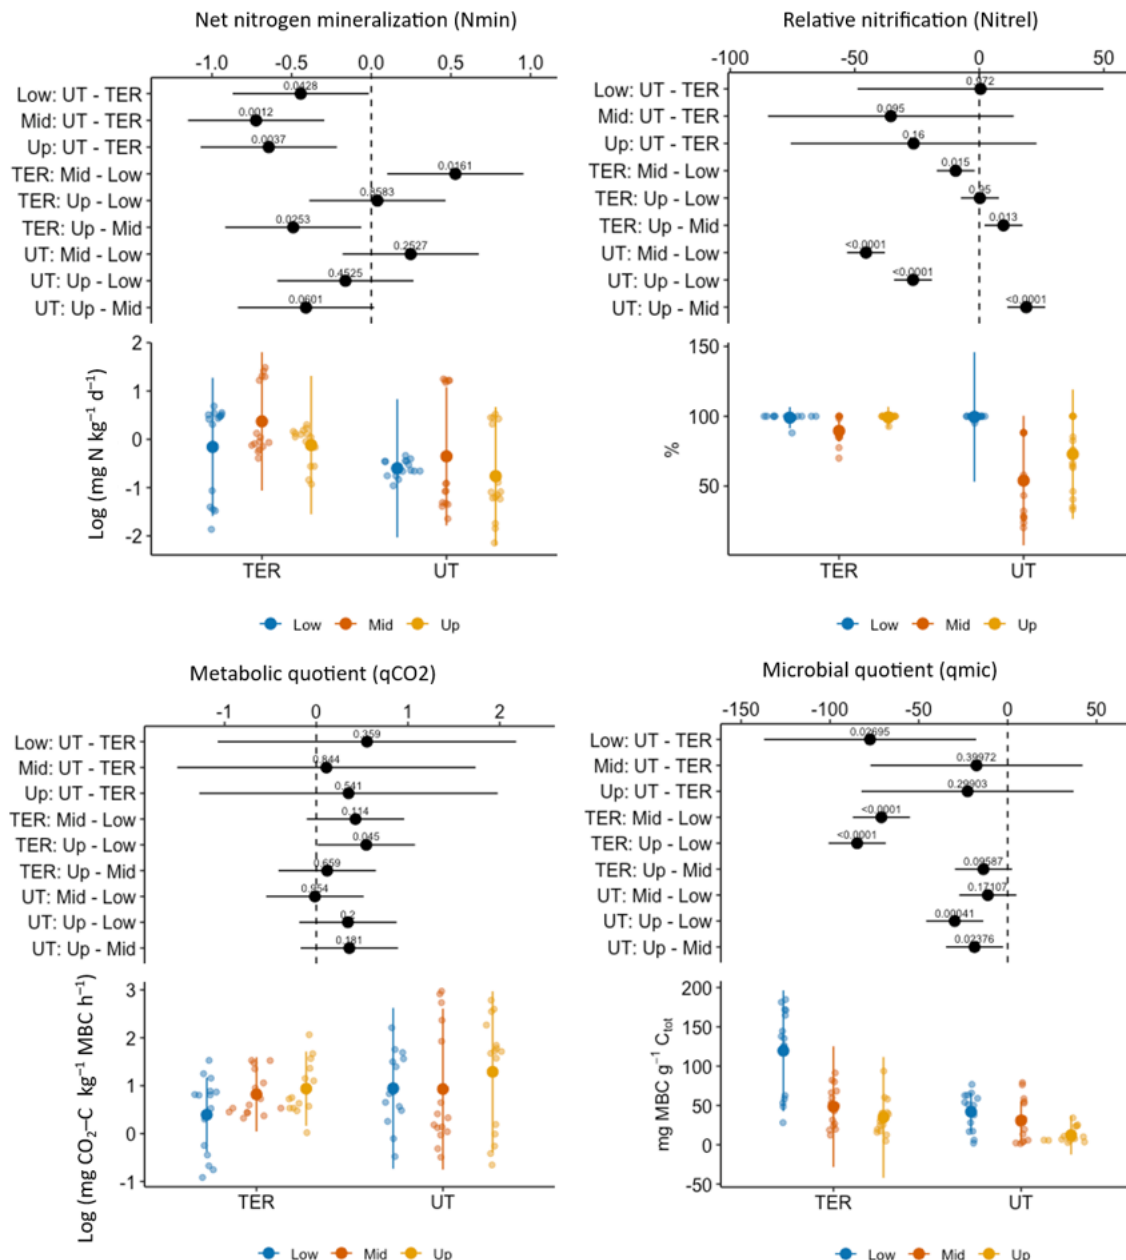 Net nitrogen mineralization (Nmin)
-1.0 -0.5 0.0 0.5 1.0
Low: UT - TER 0.0428
Mid: UT - TER 0.0012
Up: UT - TER 0.0037
TER: Mid - Low 0.0161
TER: Up - Low
TER: Up - Mid 0.0253
UT: Mid - Low 0.2527
UT: Up - Low 0.4525
UT: Up - Mid 0.0601
Log (mg N kg⁻¹ d⁻¹)
2
1
0
-1
-2
TER UT
Low Mid Up
Relative nitrification (Nitrel)
-100 -50 0 50
Low: UT - TER 0.972
Mid: UT - TER 0.095
Up: UT - TER 0.16
TER: Mid - Low 0.015
TER: Up - Low 0.95
TER: Up - Mid 0.013
UT: Mid - Low <0.0001
UT: Up - Low <0.0001
UT: Up - Mid <0.0001
%
150
100
50
TER UT
Low Mid Up
Metabolic quotient (qCO2)
-1 0 1 2
Low: UT - TER 0.359
Mid: UT - TER 0.844
Up: UT - TER 0.541
TER: Mid - Low 0.114
TER: Up - Low 0.045
TER: Up - Mid 0.659
UT: Mid - Low 0.954
UT: Up - Low 0.2
UT: Up - Mid 0.181
Log (mg CO₂–C kg⁻¹ MBC h⁻¹)
3
2
1
0
-1
TER UT
Low Mid Up
Microbial quotient (qmic)
-150 -100 -50 0 50
Low: UT - TER 0.02695
Mid: UT - TER 0.39972
Up: UT - TER 0.29903
TER: Mid - Low <0.0001
TER: Up - Low <0.0001
TER: Up - Mid 0.09587
UT: Mid - Low 0.17107
UT: Up - Low 0.00041
UT: Up - Mid 0.02376
mg MBC g⁻¹ Cₜₒₜ
200
150
100
50
0
-50
TER UT
Low Mid Up